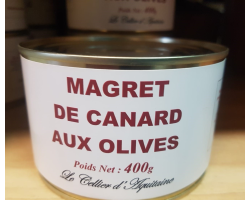 MAGRET
DE CANARD
AUX OLIVES
Poids Net : 400g
Le Cellier d'Aquitaine